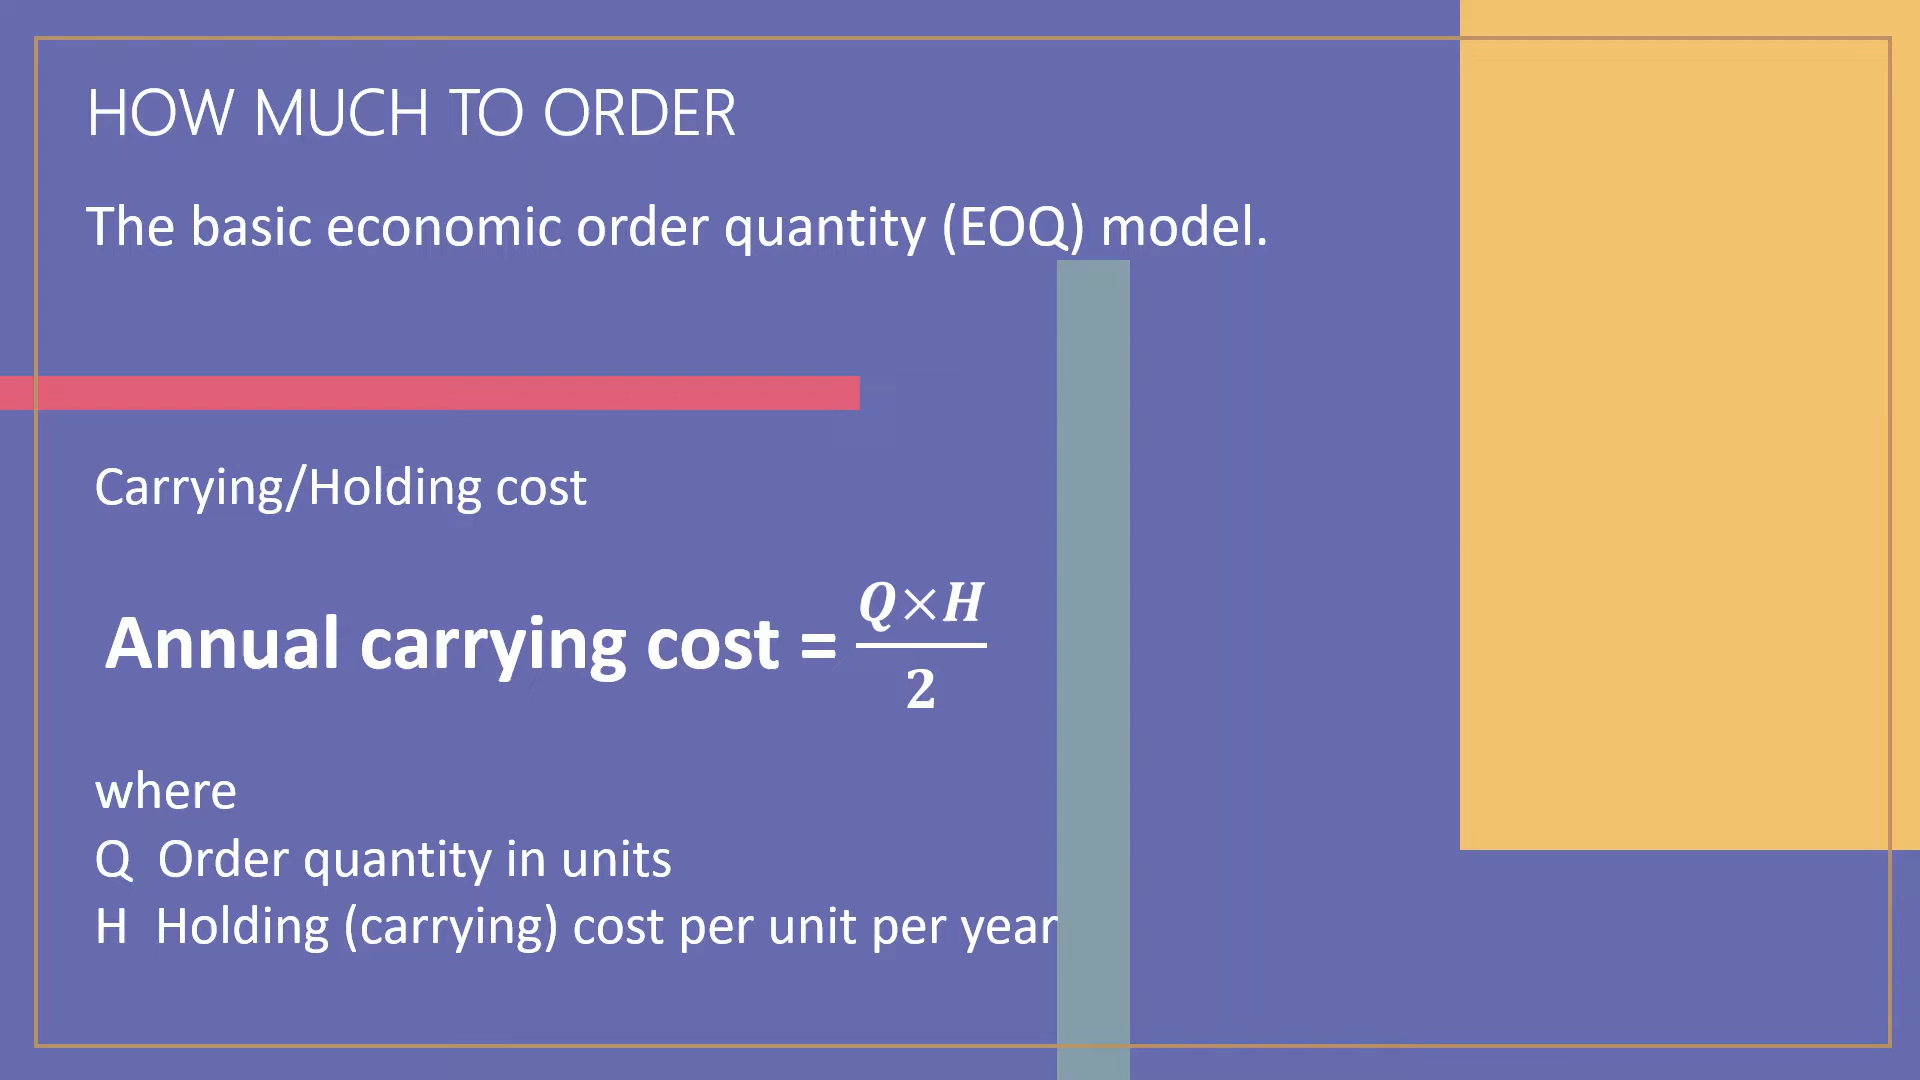 HOW MUCH TO ORDER
The basic economic order quantity (EOQ) model.
Carrying/Holding cost
Annual carrying cost = Q×H / 2
where
Q Order quantity in units
H Holding (carrying) cost per unit per year